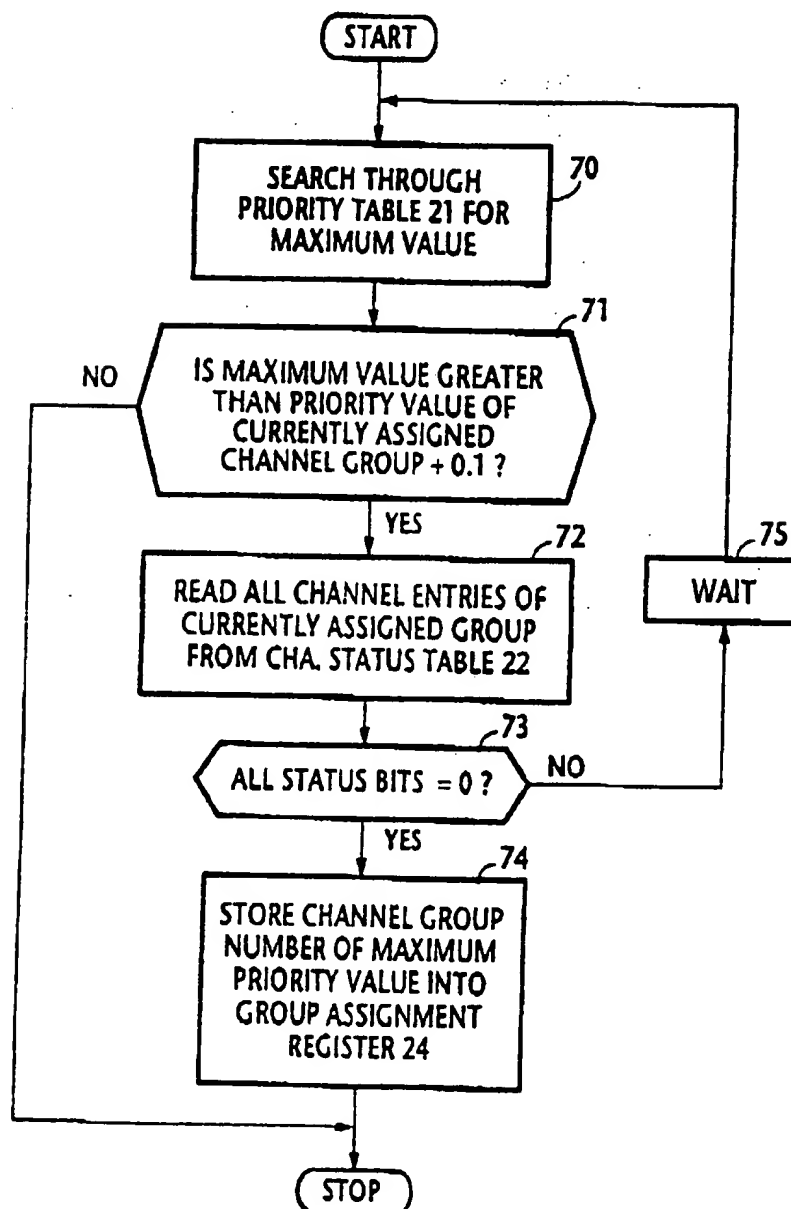 START
70
SEARCH THROUGH
PRIORITY TABLE 21 FOR
MAXIMUM VALUE
71
NO
IS MAXIMUM VALUE GREATER
THAN PRIORITY VALUE OF
CURRENTLY ASSIGNED
CHANNEL GROUP + 0.1 ?
YES
72
75
READ ALL CHANNEL ENTRIES OF
CURRENTLY ASSIGNED GROUP
FROM CHA. STATUS TABLE 22
WAIT
73
ALL STATUS BITS = 0 ?
NO
YES
74
STORE CHANNEL GROUP
NUMBER OF MAXIMUM
PRIORITY VALUE INTO
GROUP ASSIGNMENT
REGISTER 24
STOP